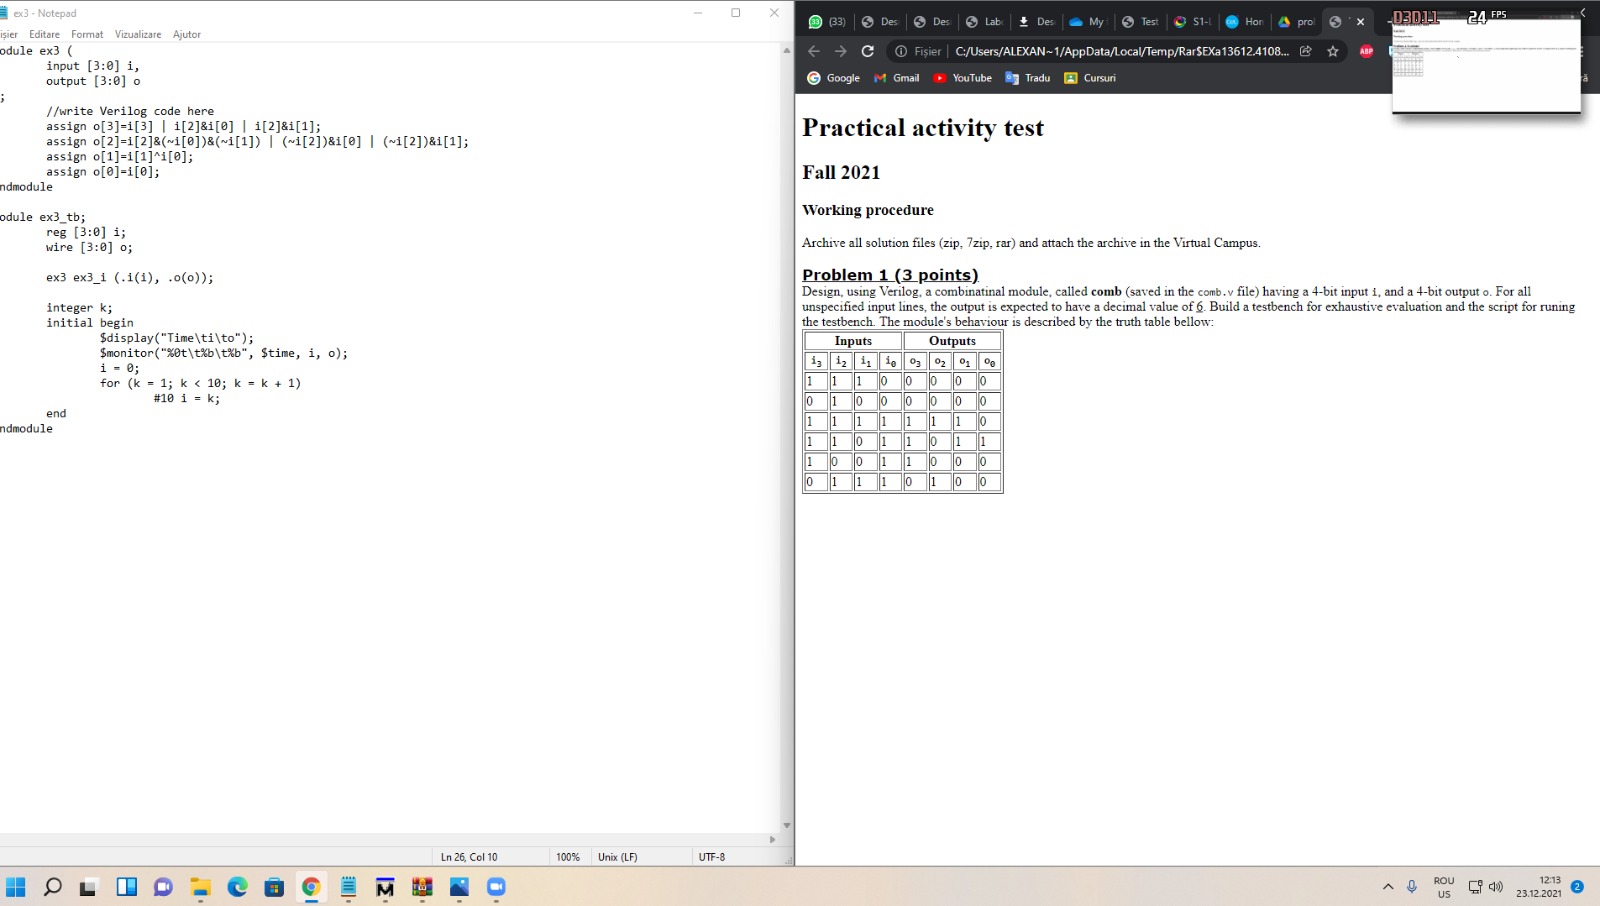 ex3 - Notepad
ișier Editare Format Vizualizare Ajutor
odule ex3 (
input [3:0] i,
output [3:0] o
;
//write Verilog code here
assign o[3]=i[3] | i[2]&i[0] | i[2]&i[1];
assign o[2]=i[2]&(~i[0])&(~i[1]) | (~i[2])&i[0] | (~i[2])&i[1];
assign o[1]=i[1]^i[0];
assign o[0]=i[0];
ndmodule
odule ex3_tb;
reg [3:0] i;
wire [3:0] o;
ex3 ex3_i (.i(i), .o(o));
integer k;
initial begin
$display("Time\ti\to");
$monitor("%0t\t%b\t%b", $time, i, o);
i = 0;
for (k = 1; k < 10; k = k + 1)
#10 i = k;
end
ndmodule
Ln 26, Col 10 100% Unix (LF) UTF-8
(33) Des Des Lab Des My Test S1-L Hon pro
D3D11 24 FPS
Fișier C:/Users/ALEXAN~1/AppData/Local/Temp/Rar$EXa13612.4108...
ABP
Google Gmail YouTube Tradu Cursuri
Practical activity test
Fall 2021
Working procedure
Archive all solution files (zip, 7zip, rar) and attach the archive in the Virtual Campus.
Problem 1 (3 points)
Design, using Verilog, a combinatinal module, called comb (saved in the comb.v file) having a 4-bit input i, and a 4-bit output o. For all
unspecified input lines, the output is expected to have a decimal value of 6. Build a testbench for exhaustive evaluation and the script for runing
the testbench. The module's behaviour is described by the truth table bellow:
Inputs Outputs
i3 i2 i1 i0 o3 o2 o1 o0
1 1 1 0 0 0 0 0
0 1 0 0 0 0 0 0
1 1 1 1 1 1 1 0
1 1 0 1 1 0 1 1
1 0 0 1 1 0 0 0
0 1 1 1 0 1 0 0
ROU
US
12:13
23.12.2021
2